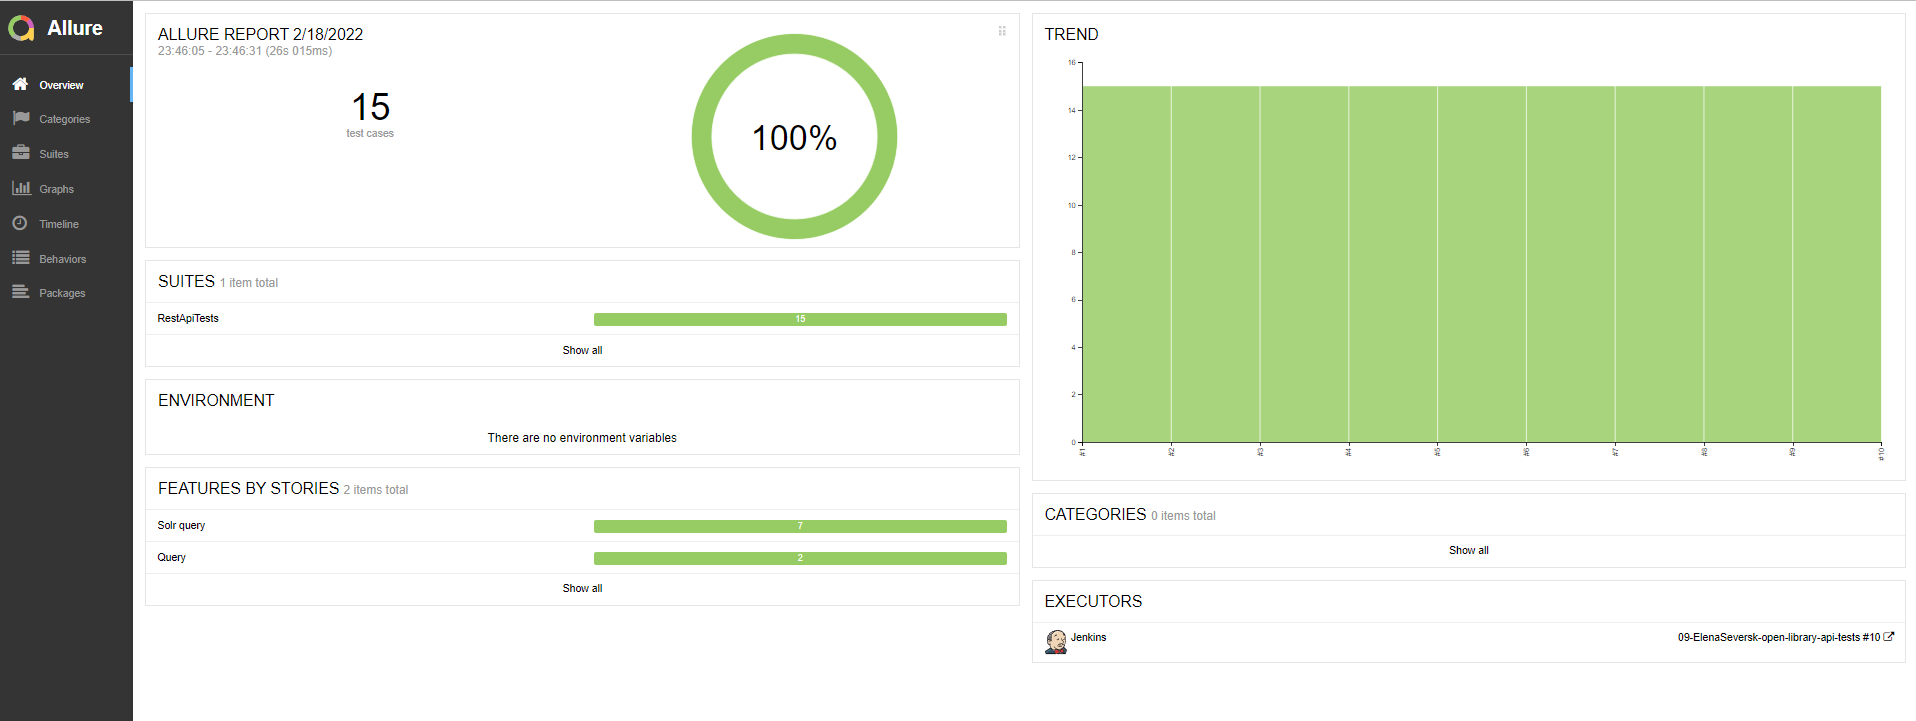 Allure
Overview
Categories
Suites
Graphs
Timeline
Behaviors
Packages
ALLURE REPORT 2/18/2022
23:46:05 - 23:46:31 (26s 015ms)
15
test cases
100%
SUITES 1 item total
RestApiTests 15
Show all
ENVIRONMENT
There are no environment variables
FEATURES BY STORIES 2 items total
Solr query 7
Query 2
Show all
TREND
16
14
12
10
8
6
4
2
0
#1 #2 #3 #4 #5 #6 #7 #8 #9 #10
CATEGORIES 0 items total
Show all
EXECUTORS
Jenkins 09-ElenaSeversk-open-library-api-tests #10